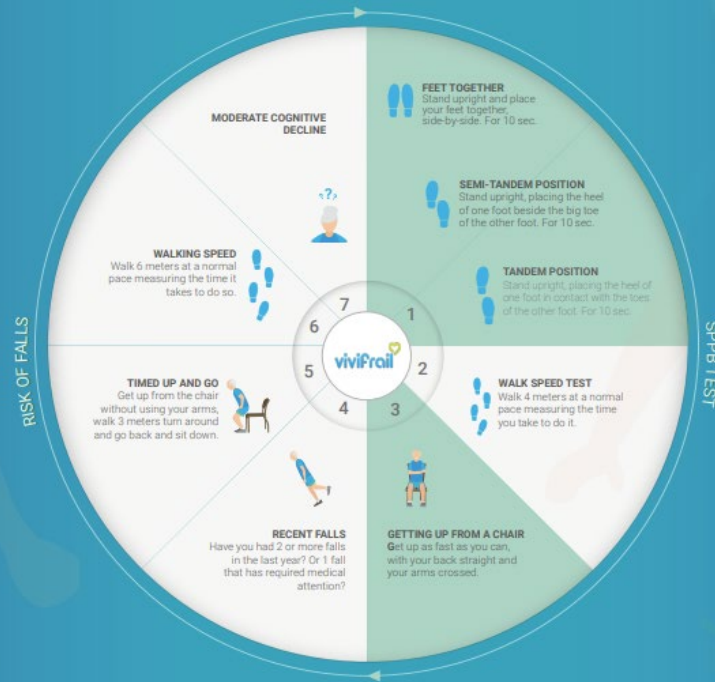 FEET TOGETHER
Stand upright and place
your feet together,
side-by-side. For 10 sec.
SEMI-TANDEM POSITION
Stand upright, placing the heel
of one foot beside the big toe
of the other foot. For 10 sec.
TANDEM POSITION
Stand upright, placing the heel of
one foot in contact with the toes
of the other foot. For 10 sec.
1
WALK SPEED TEST
Walk 4 meters at a normal
pace measuring the time
you take to do it.
2
GETTING UP FROM A CHAIR
Get up as fast as you can,
with your back straight and
your arms crossed.
3
RECENT FALLS
Have you had 2 or more falls
in the last year? Or 1 fall
that has required medical
attention?
4
TIMED UP AND GO
Get up from the chair
without using your arms,
walk 3 meters turn around
and go back and sit down.
5
WALKING SPEED
Walk 6 meters at a normal
pace measuring the time it
takes to do so.
6
MODERATE COGNITIVE
DECLINE
?
7
vivifrail
RISK OF FALLS
SPPB TEST